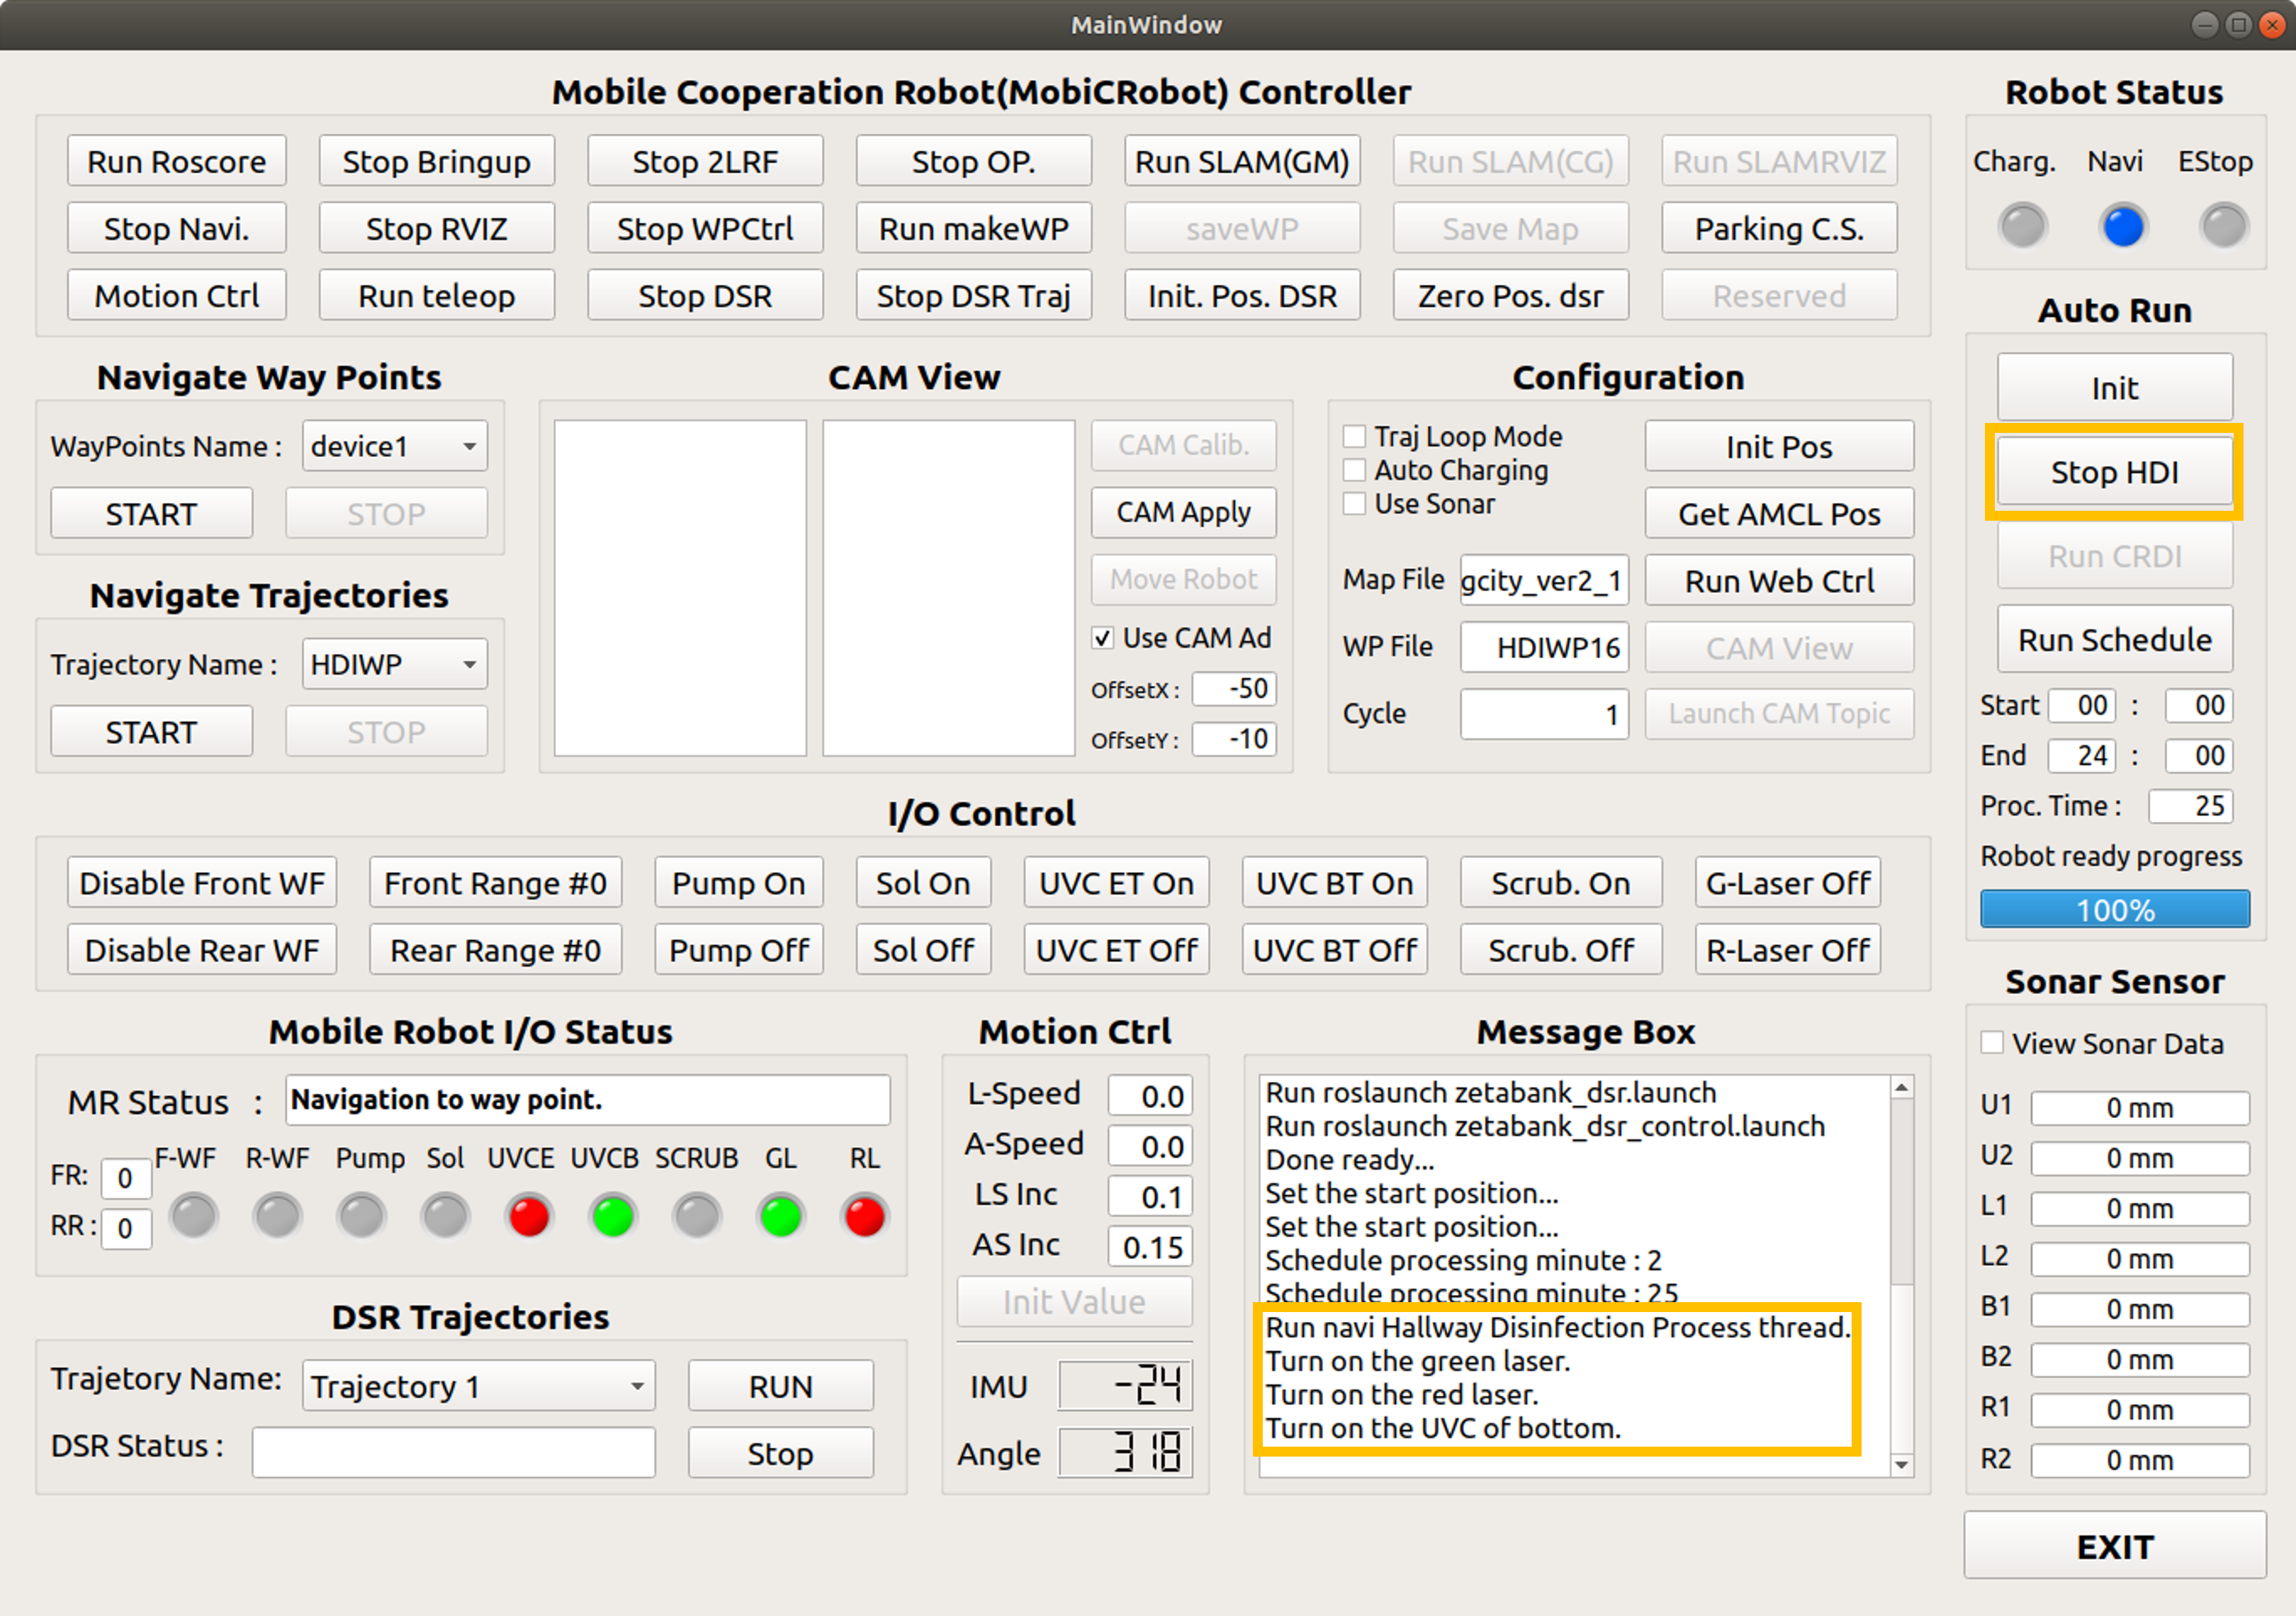 MainWindow
Mobile Cooperation Robot(MobiCRobot) Controller
Run Roscore Stop Bringup Stop 2LRF Stop OP. Run SLAM(GM) Run SLAM(CG) Run SLAMRVIZ
Stop Navi. Stop RVIZ Stop WPCtrl Run makeWP saveWP Save Map Parking C.S.
Motion Ctrl Run teleop Stop DSR Stop DSR Traj Init. Pos. DSR Zero Pos. dsr Reserved
Robot Status
Charg. Navi EStop
Navigate Way Points
WayPoints Name : device1
START STOP
Navigate Trajectories
Trajectory Name : HDIWP
START STOP
CAM View
CAM Calib.
CAM Apply
Move Robot
Use CAM Ad
OffsetX : -50
OffsetY : -10
Configuration
Traj Loop Mode
Auto Charging
Use Sonar
Init Pos
Get AMCL Pos
Map File gcity_ver2_1 Run Web Ctrl
WP File HDIWP16 CAM View
Cycle 1 Launch CAM Topic
Auto Run
Init
Stop HDI
Run CRDI
Run Schedule
Start 00 : 00
End 24 : 00
Proc. Time : 25
Robot ready progress
100%
I/O Control
Disable Front WF Front Range #0 Pump On Sol On UVC ET On UVC BT On Scrub. On G-Laser Off
Disable Rear WF Rear Range #0 Pump Off Sol Off UVC ET Off UVC BT Off Scrub. Off R-Laser Off
Mobile Robot I/O Status
MR Status : Navigation to way point.
F-WF R-WF Pump Sol UVCE UVCB SCRUB GL RL
FR: 0
RR : 0
DSR Trajectories
Trajetory Name: Trajectory 1 RUN
DSR Status : Stop
Motion Ctrl
L-Speed 0.0
A-Speed 0.0
LS Inc 0.1
AS Inc 0.15
Init Value
IMU -24
Angle 318
Message Box
Run roslaunch zetabank_dsr.launch
Run roslaunch zetabank_dsr_control.launch
Done ready...
Set the start position...
Set the start position...
Schedule processing minute : 2
Schedule processing minute : 25
Run navi Hallway Disinfection Process thread.
Turn on the green laser.
Turn on the red laser.
Turn on the UVC of bottom.
Sonar Sensor
View Sonar Data
U1 0 mm
U2 0 mm
L1 0 mm
L2 0 mm
B1 0 mm
B2 0 mm
R1 0 mm
R2 0 mm
EXIT